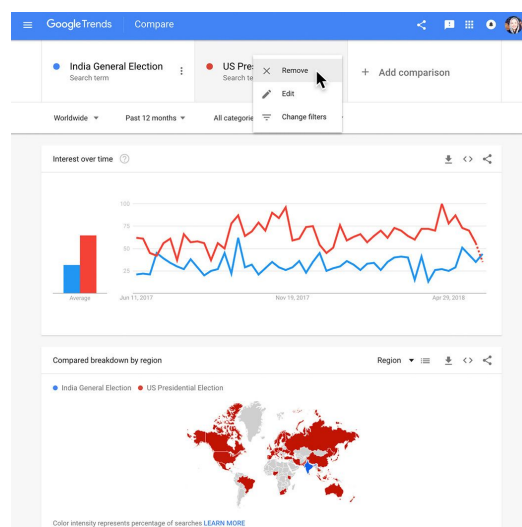 Google Trends Compare
India General Election
Search term
US Pre
Search te
Remove
Edit
Change filters
+ Add comparison
Worldwide
Past 12 months
All categorie
Interest over time
100
75
50
25
Average
Jun 11, 2017
Nov 19, 2017
Apr 29, 2018
Compared breakdown by region
Region
India General Election
US Presidential Election
Color intensity represents percentage of searches LEARN MORE